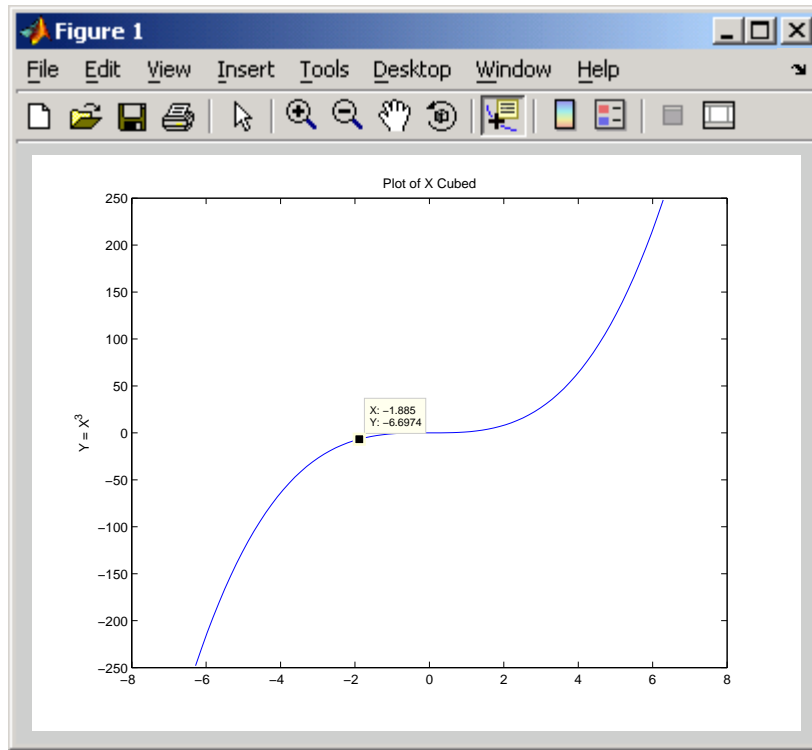 Figure 1
File Edit View Insert Tools Desktop Window Help
Plot of X Cubed
250
200
150
100
50
0
−50
−100
−150
−200
−250
Y = X³
X: −1.885
Y: −6.6974
−8 −6 −4 −2 0 2 4 6 8